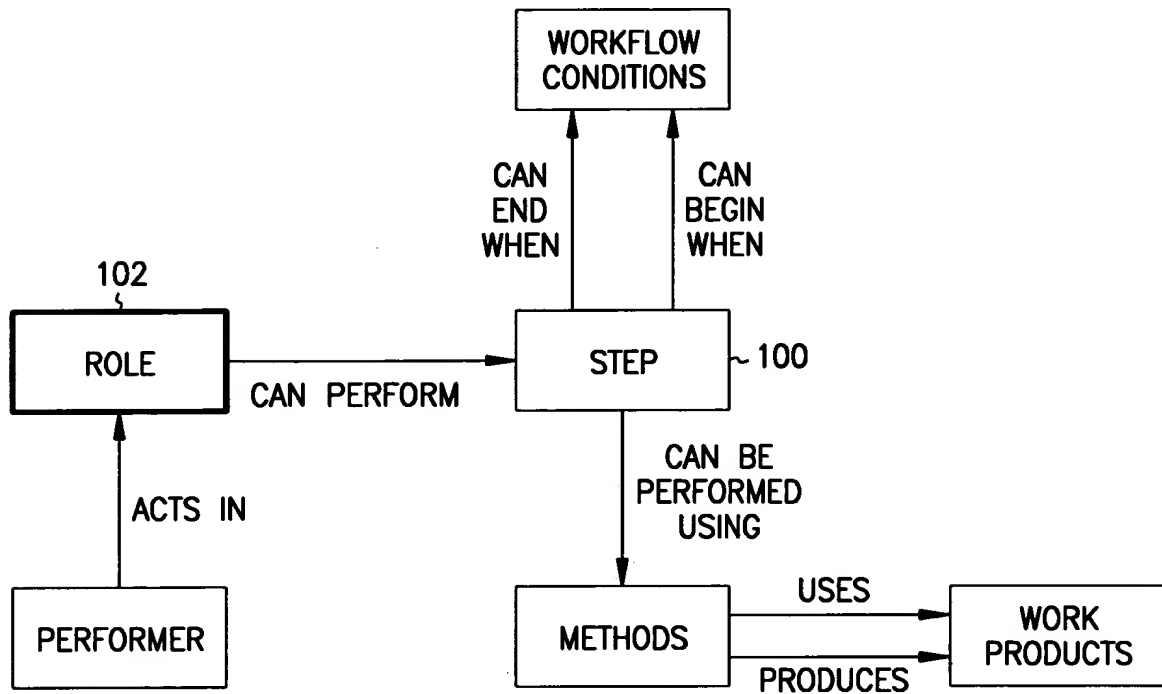 WORKFLOW
CONDITIONS
CAN
END
WHEN
CAN
BEGIN
WHEN
102
ROLE
CAN PERFORM
STEP
100
ACTS IN
CAN BE
PERFORMED
USING
PERFORMER
METHODS
USES
PRODUCES
WORK
PRODUCTS